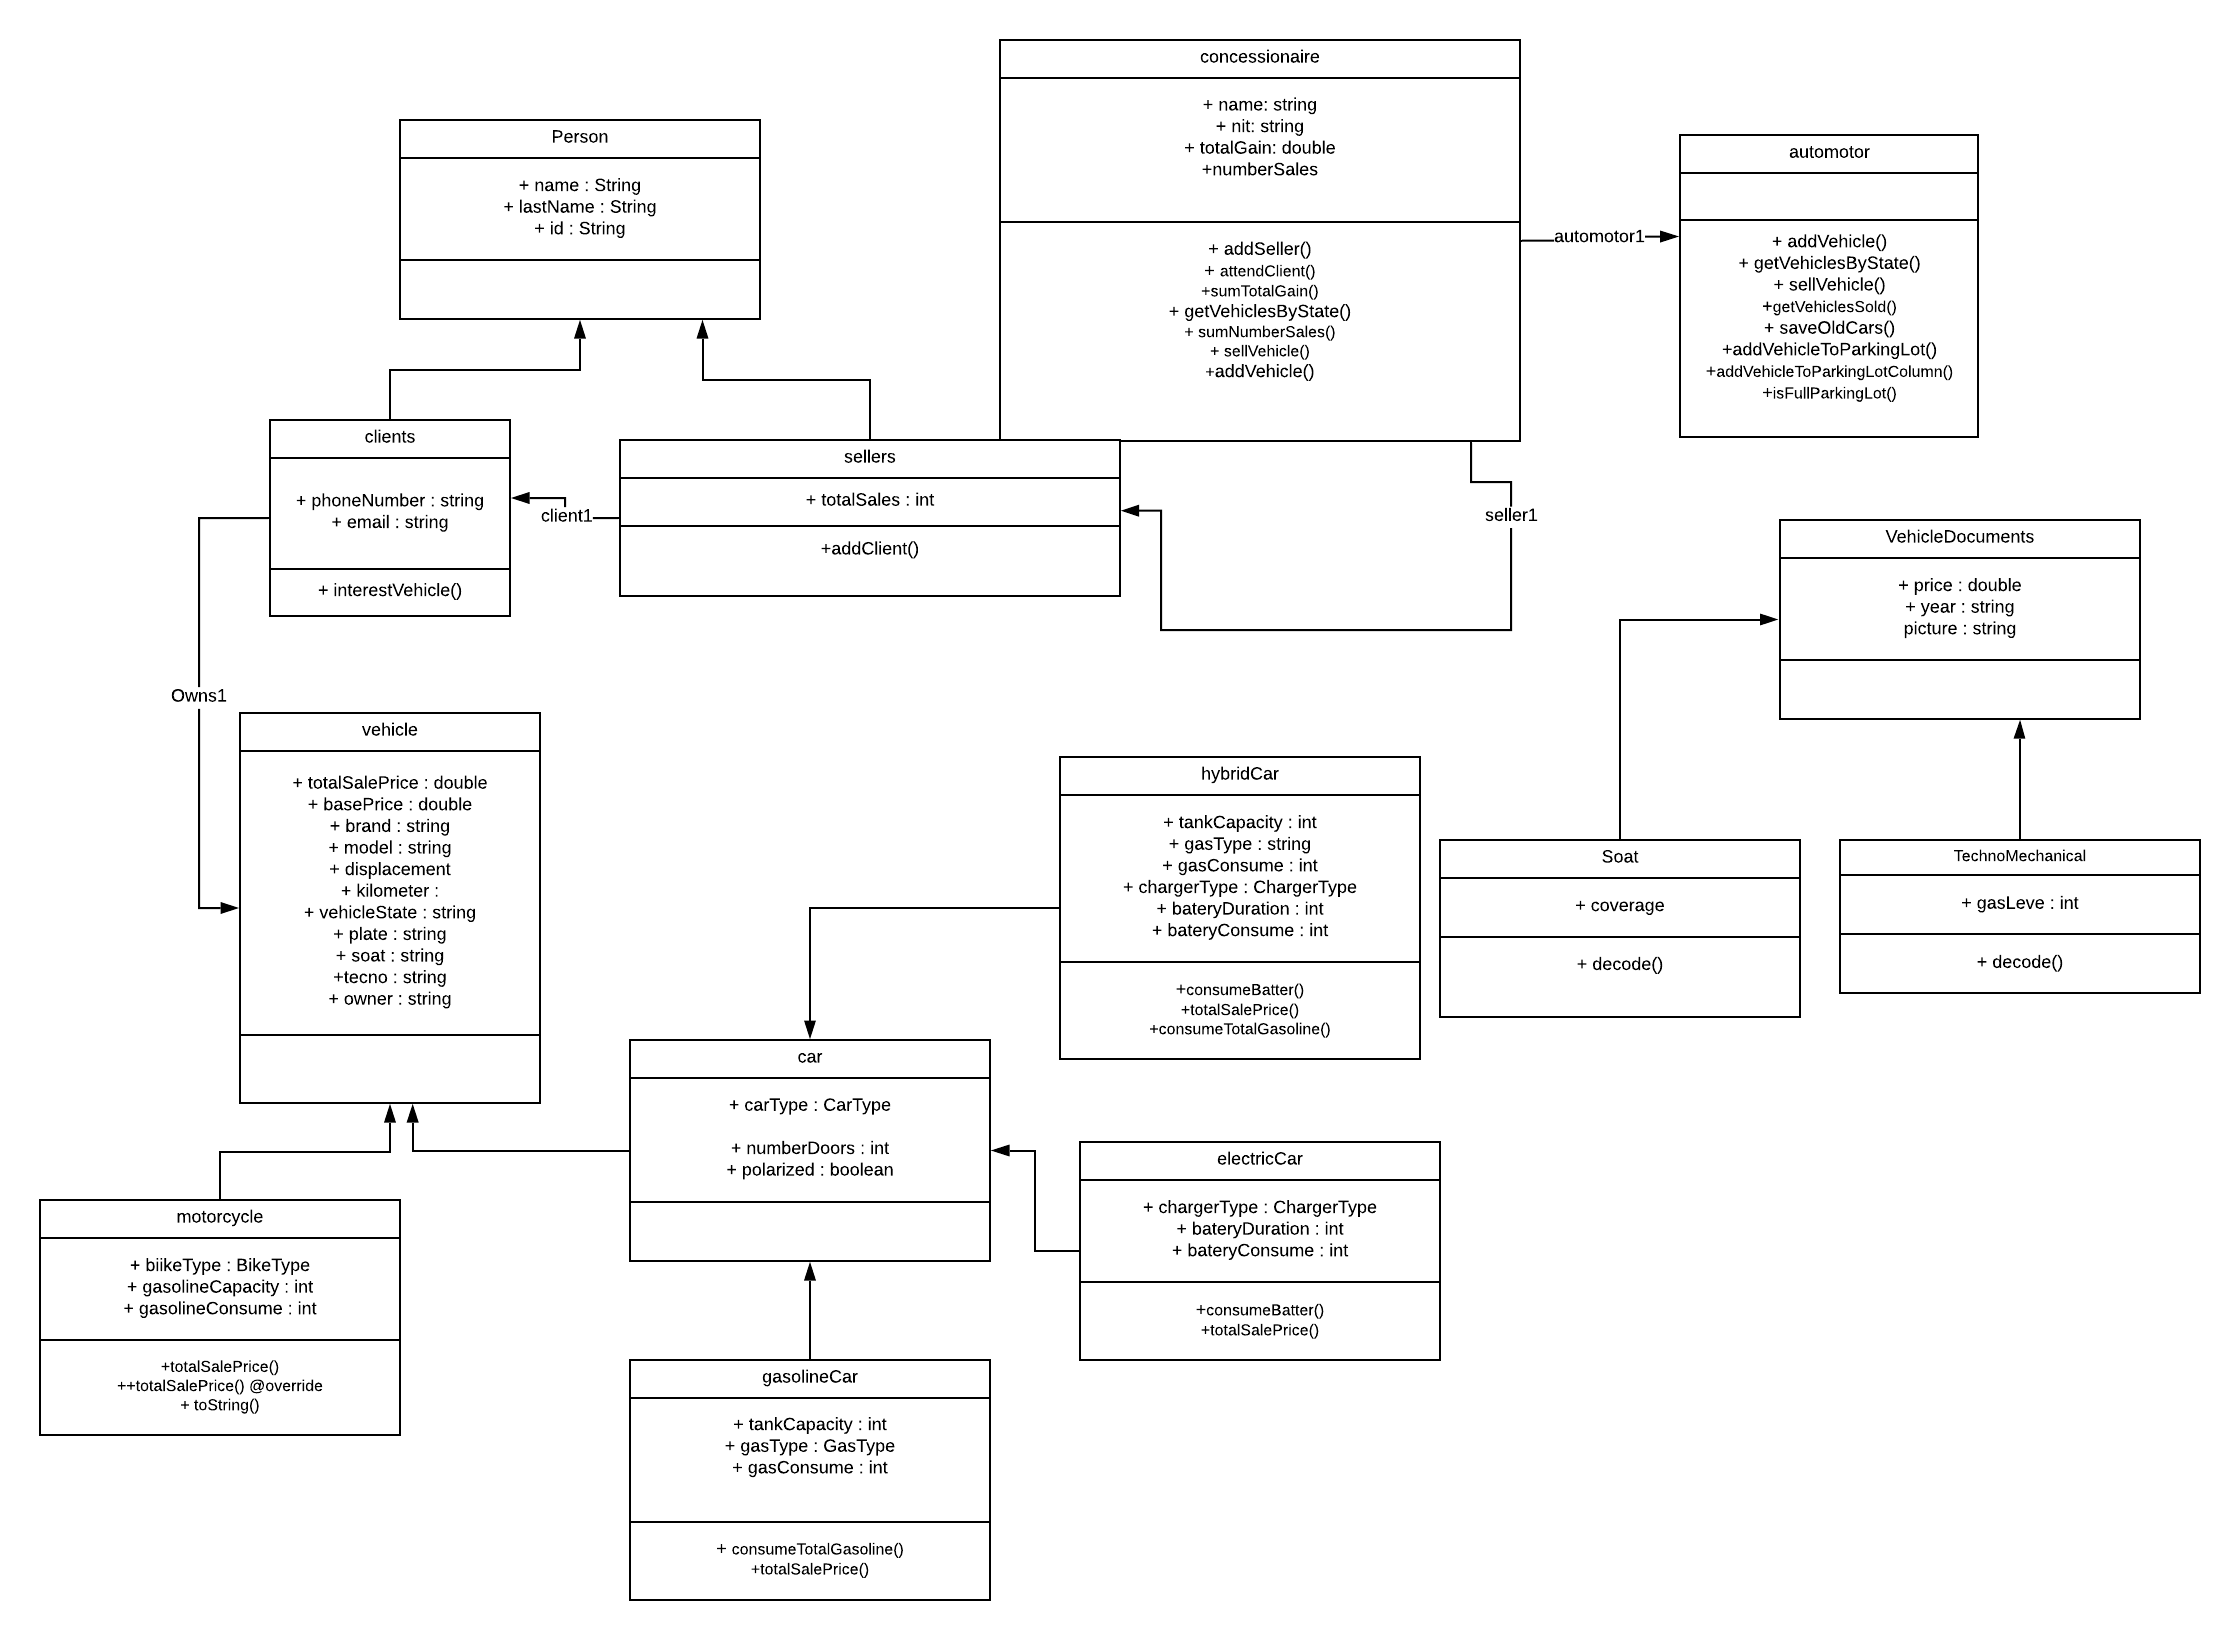 concessionaire
+ name: string
+ nit: string
+ totalGain: double
+numberSales
+ addSeller()
+ attendClient()
+sumTotalGain()
+ getVehiclesByState()
+ sumNumberSales()
+ sellVehicle()
+addVehicle()
Person
+ name : String
+ lastName : String
+ id : String
automotor1
automotor
+ addVehicle()
+ getVehiclesByState()
+ sellVehicle()
+getVehiclesSold()
+ saveOldCars()
+addVehicleToParkingLot()
+addVehicleToParkingLotColumn()
+isFullParkingLot()
clients
+ phoneNumber : string
+ email : string
+ interestVehicle()
client1
sellers
+ totalSales : int
+addClient()
seller1
VehicleDocuments
+ price : double
+ year : string
picture : string
Owns1
vehicle
+ totalSalePrice : double
+ basePrice : double
+ brand : string
+ model : string
+ displacement
+ kilometer :
+ vehicleState : string
+ plate : string
+ soat : string
+tecno : string
+ owner : string
hybridCar
+ tankCapacity : int
+ gasType : string
+ gasConsume : int
+ chargerType : ChargerType
+ bateryDuration : int
+ bateryConsume : int
+consumeBatter()
+totalSalePrice()
+consumeTotalGasoline()
Soat
+ coverage
+ decode()
TechnoMechanical
+ gasLeve : int
+ decode()
car
+ carType : CarType
+ numberDoors : int
+ polarized : boolean
electricCar
+ chargerType : ChargerType
+ bateryDuration : int
+ bateryConsume : int
+consumeBatter()
+totalSalePrice()
motorcycle
+ biikeType : BikeType
+ gasolineCapacity : int
+ gasolineConsume : int
+totalSalePrice()
++totalSalePrice() @override
+ toString()
gasolineCar
+ tankCapacity : int
+ gasType : GasType
+ gasConsume : int
+ consumeTotalGasoline()
+totalSalePrice()